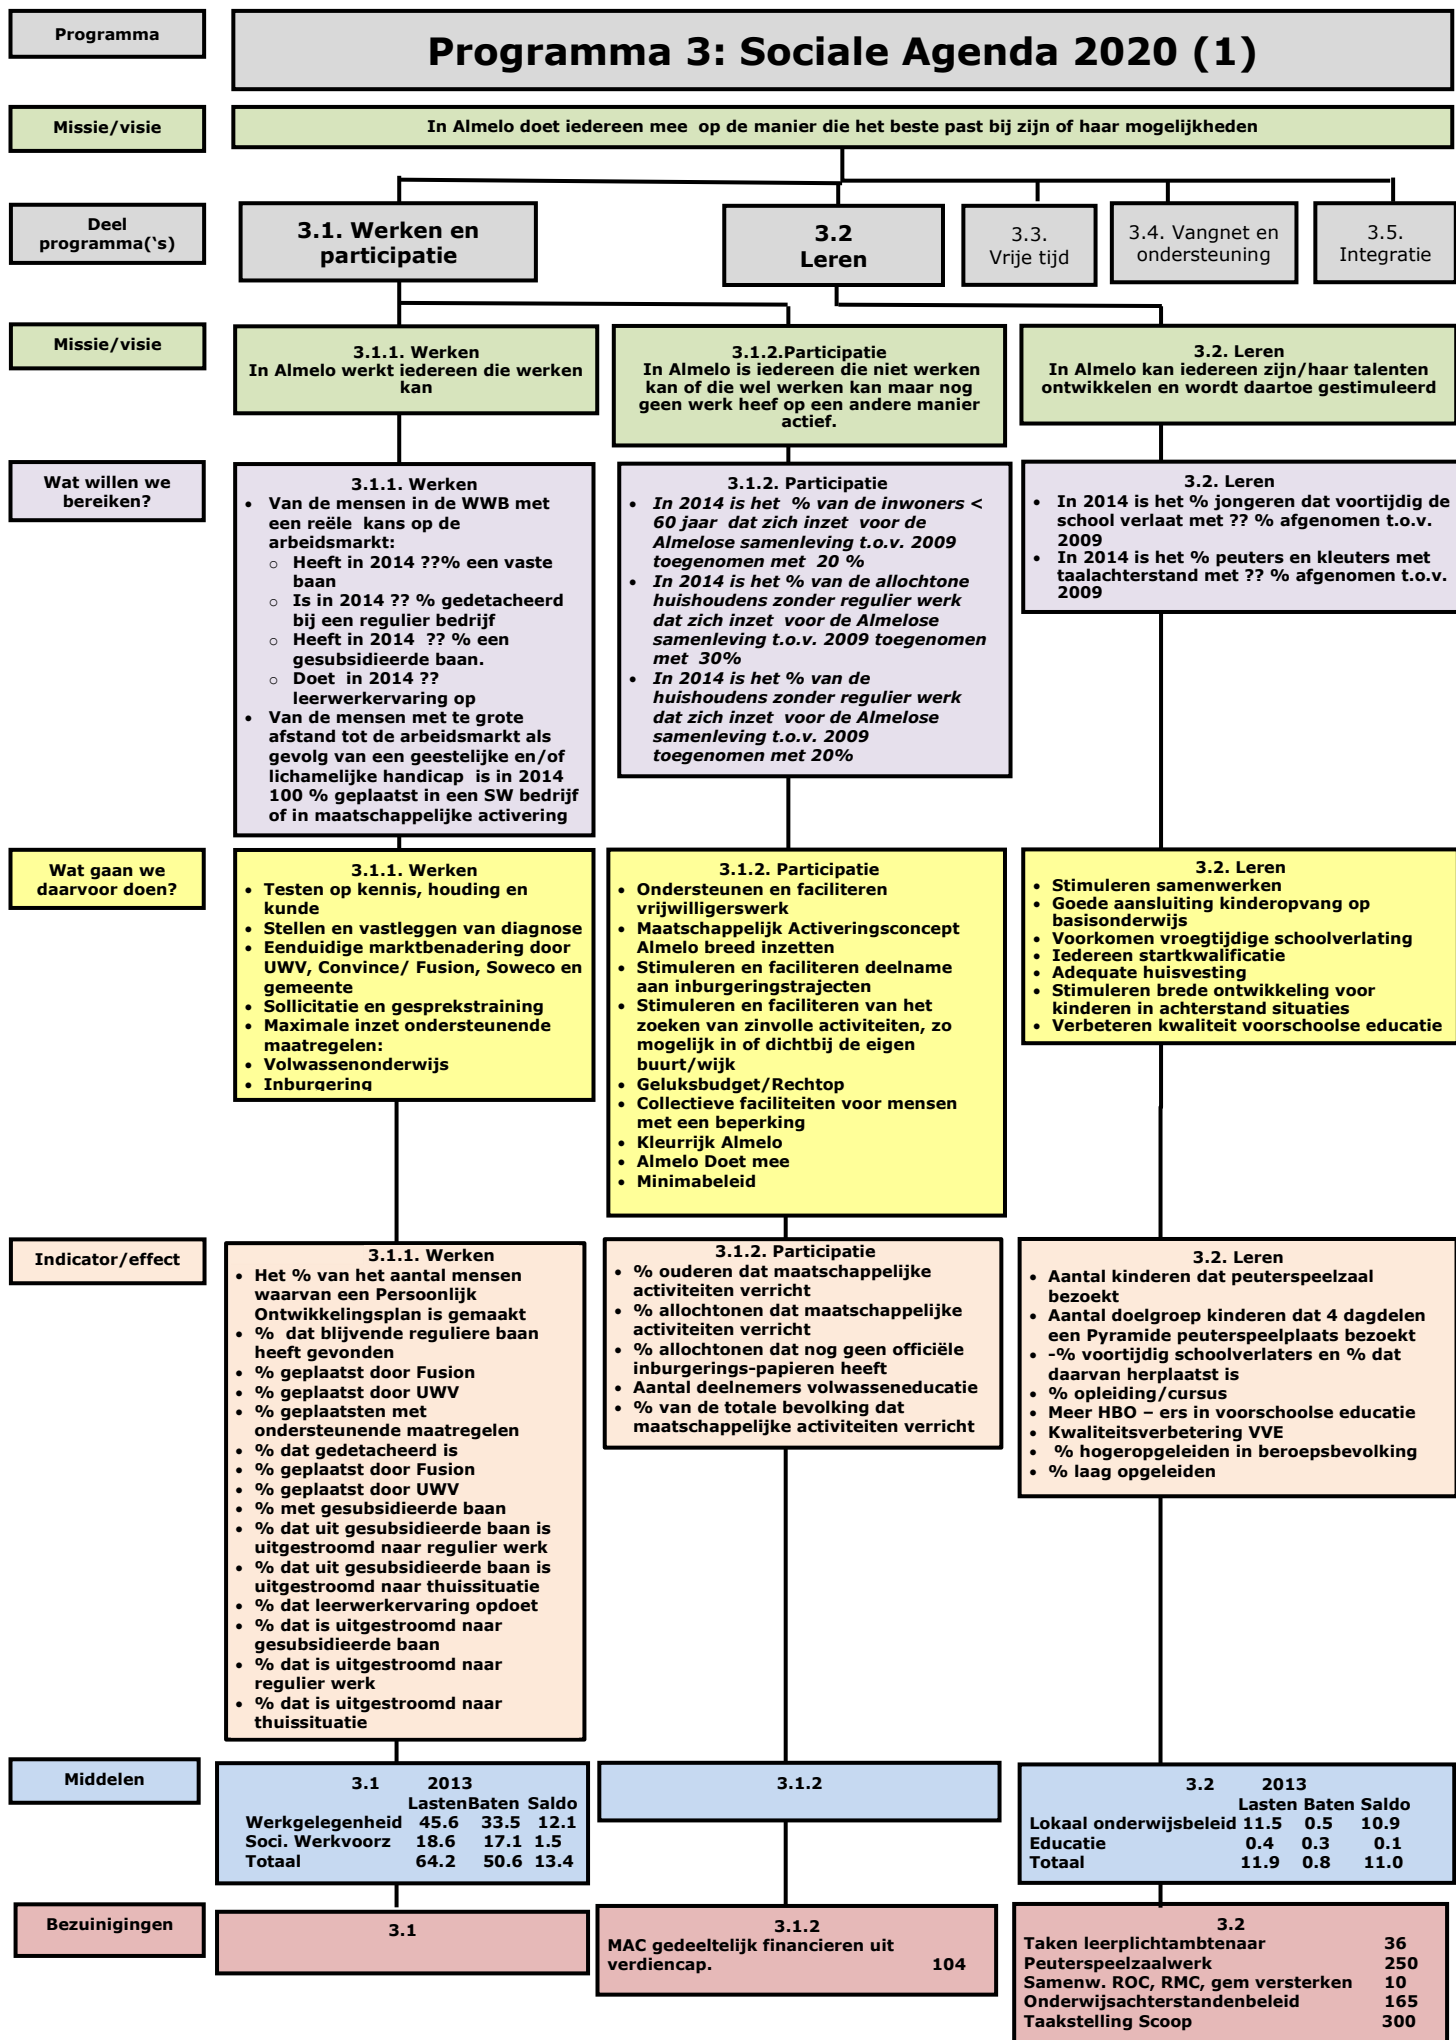 Programma
Programma 3: Sociale Agenda 2020 (1)
Missie/visie
In Almelo doet iedereen mee op de manier die het beste past bij zijn of haar mogelijkheden
Deel
programma('s)
3.1. Werken en
participatie
3.2
Leren
3.3.
Vrije tijd
3.4. Vangnet en
ondersteuning
3.5.
Integratie
Missie/visie
3.1.1. Werken
In Almelo werkt iedereen die werken
kan
3.1.2.Participatie
In Almelo is iedereen die niet werken
kan of die wel werken kan maar nog
geen werk heef op een andere manier
actief.
3.2. Leren
In Almelo kan iedereen zijn/haar talenten
ontwikkelen en wordt daartoe gestimuleerd
Wat willen we
bereiken?
3.1.1. Werken
• Van de mensen in de WWB met
een reële kans op de
arbeidsmarkt:
o Heeft in 2014 ??% een vaste
baan
o Is in 2014 ?? % gedetacheerd
bij een regulier bedrijf
o Heeft in 2014 ?? % een
gesubsidieerde baan.
o Doet in 2014 ??
leerwerkervaring op
• Van de mensen met te grote
afstand tot de arbeidsmarkt als
gevolg van een geestelijke en/of
lichamelijke handicap is in 2014
100 % geplaatst in een SW bedrijf
of in maatschappelijke activering
3.1.2. Participatie
• In 2014 is het % van de inwoners <
60 jaar dat zich inzet voor de
Almelose samenleving t.o.v. 2009
toegenomen met 20 %
• In 2014 is het % van de allochtone
huishoudens zonder regulier werk
dat zich inzet voor de Almelose
samenleving t.o.v. 2009 toegenomen
met 30%
• In 2014 is het % van de
huishoudens zonder regulier werk
dat zich inzet voor de Almelose
samenleving t.o.v. 2009
toegenomen met 20%
3.2. Leren
• In 2014 is het % jongeren dat voortijdig de
school verlaat met ?? % afgenomen t.o.v.
2009
• In 2014 is het % peuters en kleuters met
taalachterstand met ?? % afgenomen t.o.v.
2009
Wat gaan we
daarvoor doen?
3.1.1. Werken
• Testen op kennis, houding en
kunde
• Stellen en vastleggen van diagnose
• Eenduidige marktbenadering door
UWV, Convince/ Fusion, Soweco en
gemeente
• Sollicitatie en gesprekstraining
• Maximale inzet ondersteunende
maatregelen:
• Volwassenonderwijs
• Inburgering
3.1.2. Participatie
• Ondersteunen en faciliteren
vrijwilligerswerk
• Maatschappelijk Activeringsconcept
Almelo breed inzetten
• Stimuleren en faciliteren deelname
aan inburgeringstrajecten
• Stimuleren en faciliteren van het
zoeken van zinvolle activiteiten, zo
mogelijk in of dichtbij de eigen
buurt/wijk
• Geluksbudget/Rechtop
• Collectieve faciliteiten voor mensen
met een beperking
• Kleurrijk Almelo
• Almelo Doet mee
• Minimabeleid
3.2. Leren
• Stimuleren samenwerken
• Goede aansluiting kinderopvang op
basisonderwijs
• Voorkomen vroegtijdige schoolverlating
• Iedereen startkwalificatie
• Adequate huisvesting
• Stimuleren brede ontwikkeling voor
kinderen in achterstand situaties
• Verbeteren kwaliteit voorschoolse educatie
Indicator/effect
3.1.1. Werken
• Het % van het aantal mensen
waarvan een Persoonlijk
Ontwikkelingsplan is gemaakt
• % dat blijvende reguliere baan
heeft gevonden
• % geplaatst door Fusion
• % geplaatst door UWV
• % geplaatsten met
ondersteunende maatregelen
• % dat gedetacheerd is
• % geplaatst door Fusion
• % geplaatst door UWV
• % met gesubsidieerde baan
• % dat uit gesubsidieerde baan is
uitgestroomd naar regulier werk
• % dat uit gesubsidieerde baan is
uitgestroomd naar thuissituatie
• % dat leerwerkervaring opdoet
• % dat is uitgestroomd naar
gesubsidieerde baan
• % dat is uitgestroomd naar
regulier werk
• % dat is uitgestroomd naar
thuissituatie
3.1.2. Participatie
• % ouderen dat maatschappelijke
activiteiten verricht
• % allochtonen dat maatschappelijke
activiteiten verricht
• % allochtonen dat nog geen officiële
inburgerings-papieren heeft
• Aantal deelnemers volwasseneducatie
• % van de totale bevolking dat
maatschappelijke activiteiten verricht
3.2. Leren
• Aantal kinderen dat peuterspeelzaal
bezoekt
• Aantal doelgroep kinderen dat 4 dagdelen
een Pyramide peuterspeelplaats bezoekt
• -% voortijdig schoolverlaters en % dat
daarvan herplaatst is
• % opleiding/cursus
• Meer HBO – ers in voorschoolse educatie
• Kwaliteitsverbetering VVE
• % hogeropgeleiden in beroepsbevolking
• % laag opgeleiden
Middelen
3.1 2013
LastenBaten Saldo
Werkgelegenheid 45.6 33.5 12.1
Soci. Werkvoorz 18.6 17.1 1.5
Totaal 64.2 50.6 13.4
3.1.2
3.2 2013
Lasten Baten Saldo
Lokaal onderwijsbeleid 11.5 0.5 10.9
Educatie 0.4 0.3 0.1
Totaal 11.9 0.8 11.0
Bezuinigingen
3.1
3.1.2
MAC gedeeltelijk financieren uit
verdiencap. 104
3.2
Taken leerplichtambtenaar 36
Peuterspeelzaalwerk 250
Samenw. ROC, RMC, gem versterken 10
Onderwijsachterstandenbeleid 165
Taakstelling Scoop 300